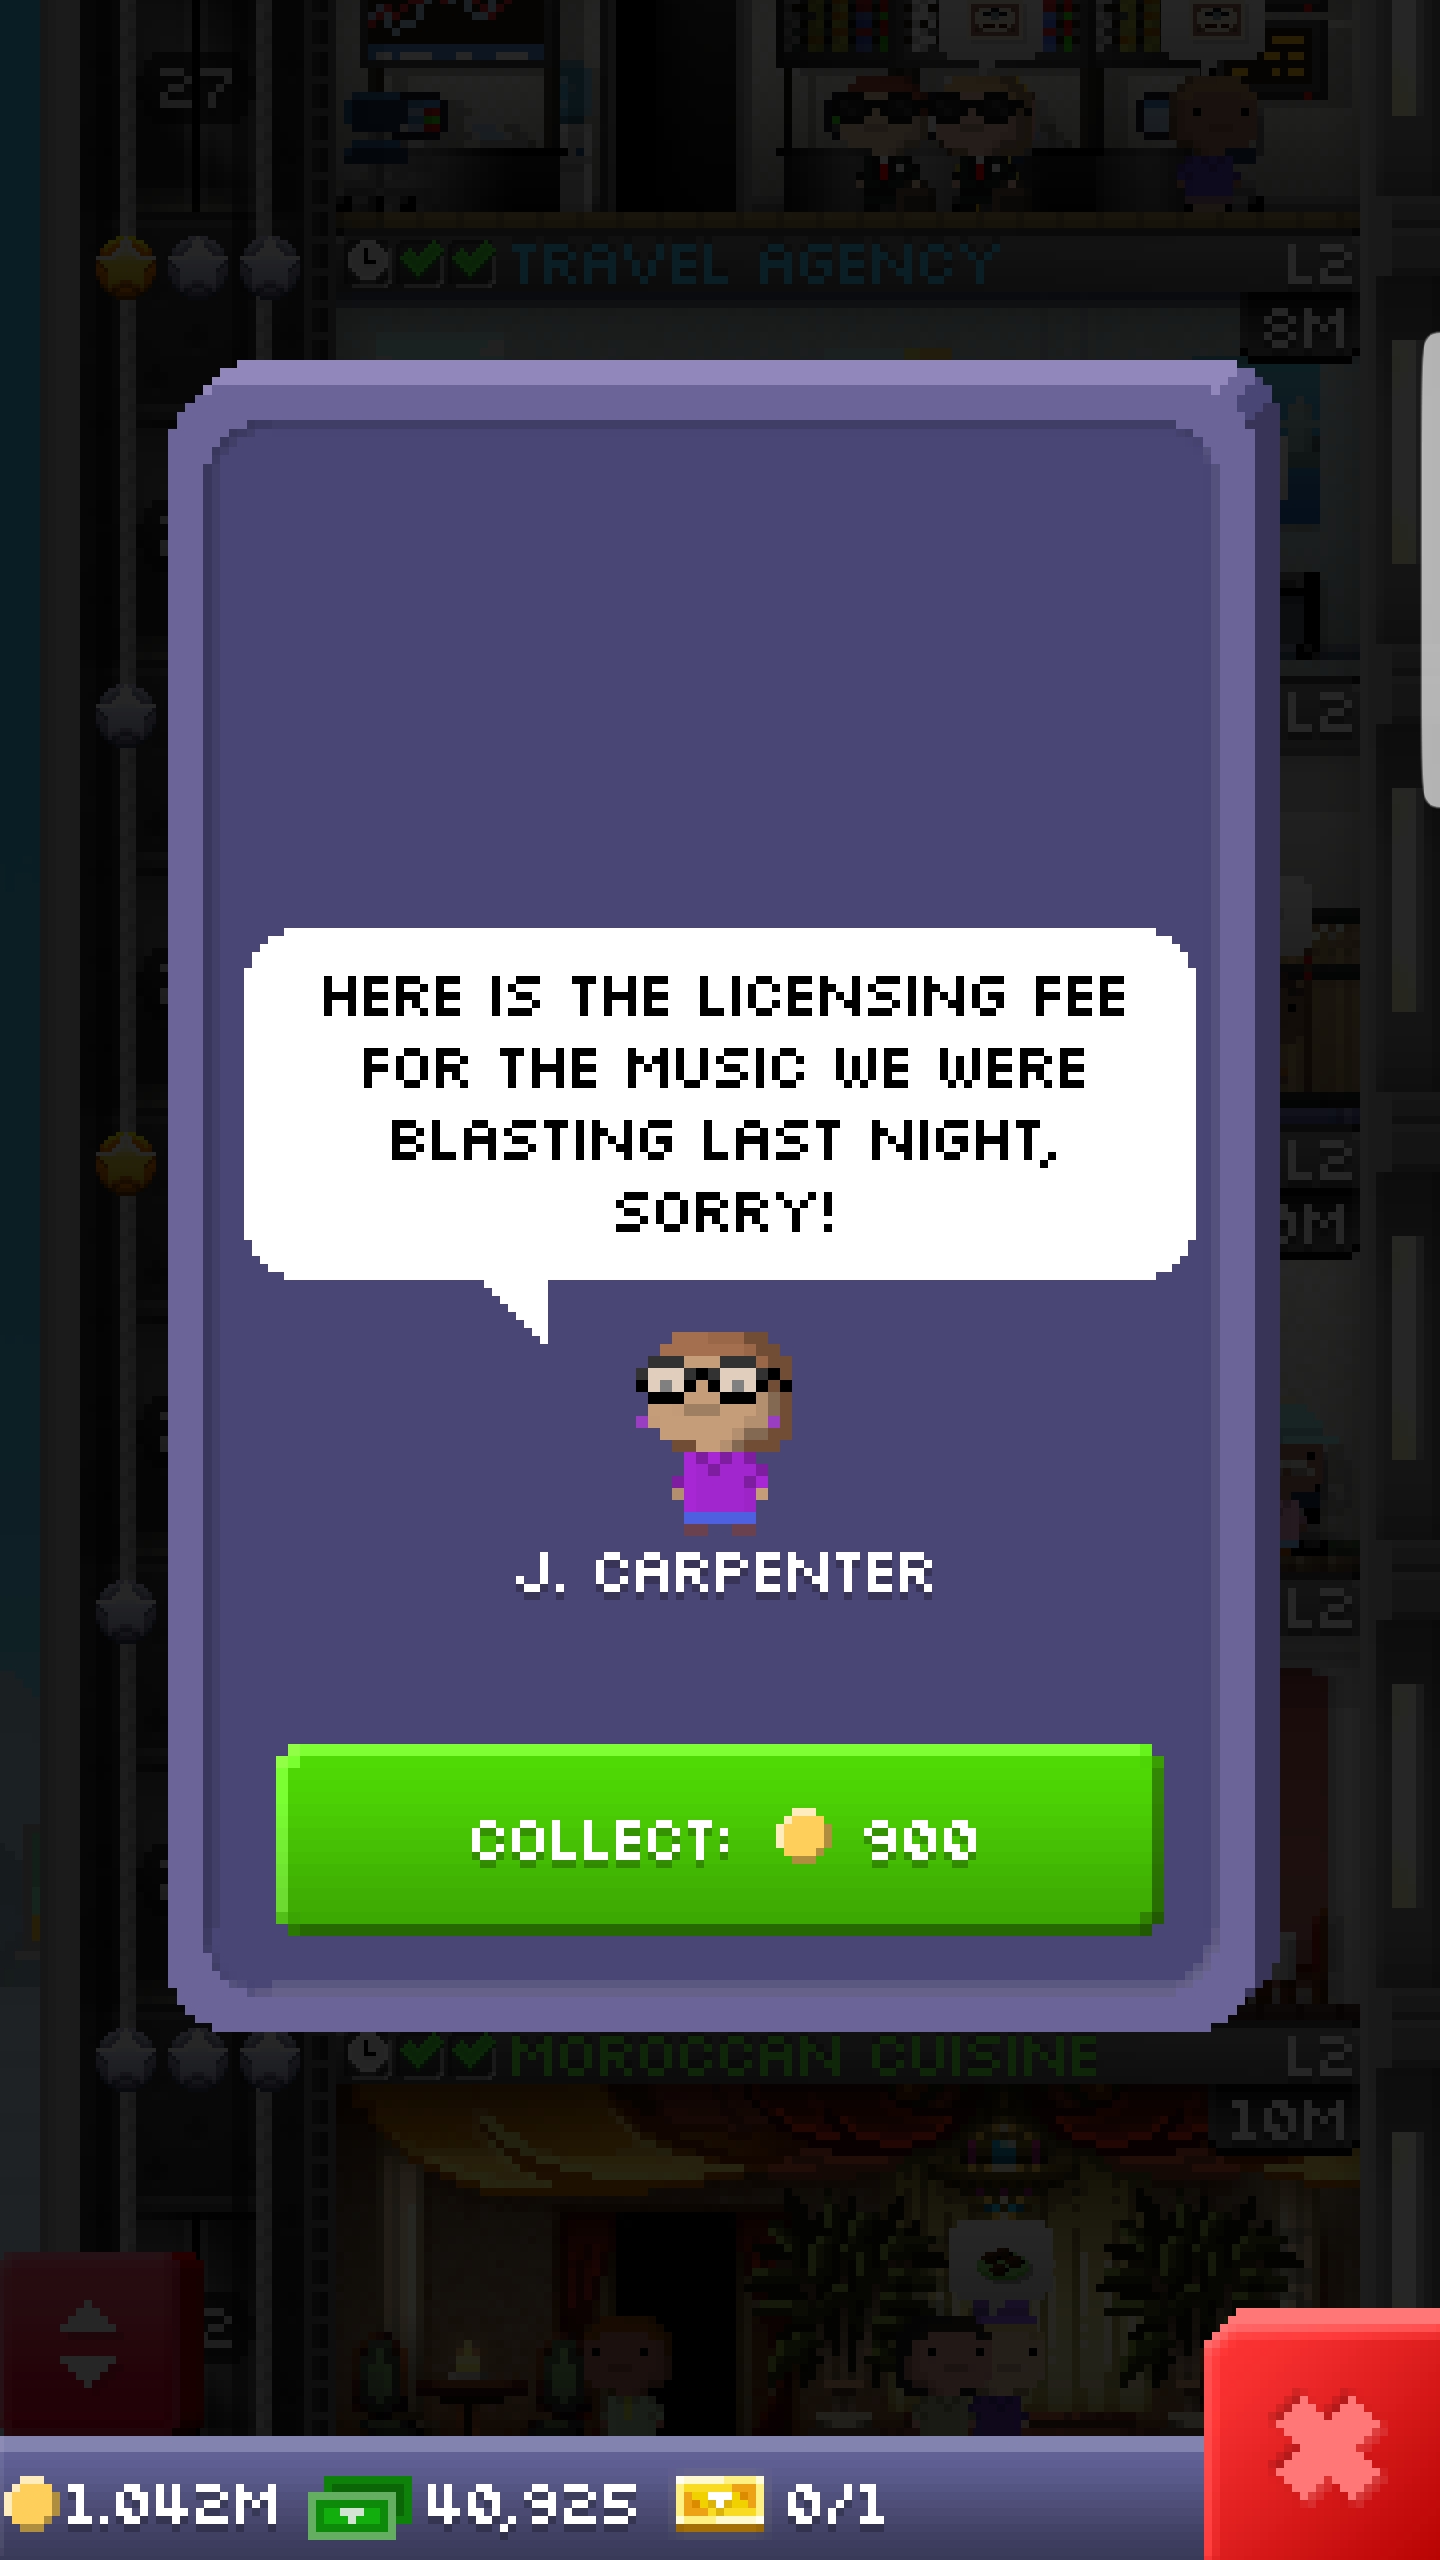 27
TRAVEL AGENCY L2
8M
L2
L2
HERE IS THE LICENSING FEE
FOR THE MUSIC WE WERE
BLASTING LAST NIGHT,
SORRY!
J. CARPENTER
L2
COLLECT: 900
MOROCCAN CUISINE L2
10M
1.042M 40,925 0/1